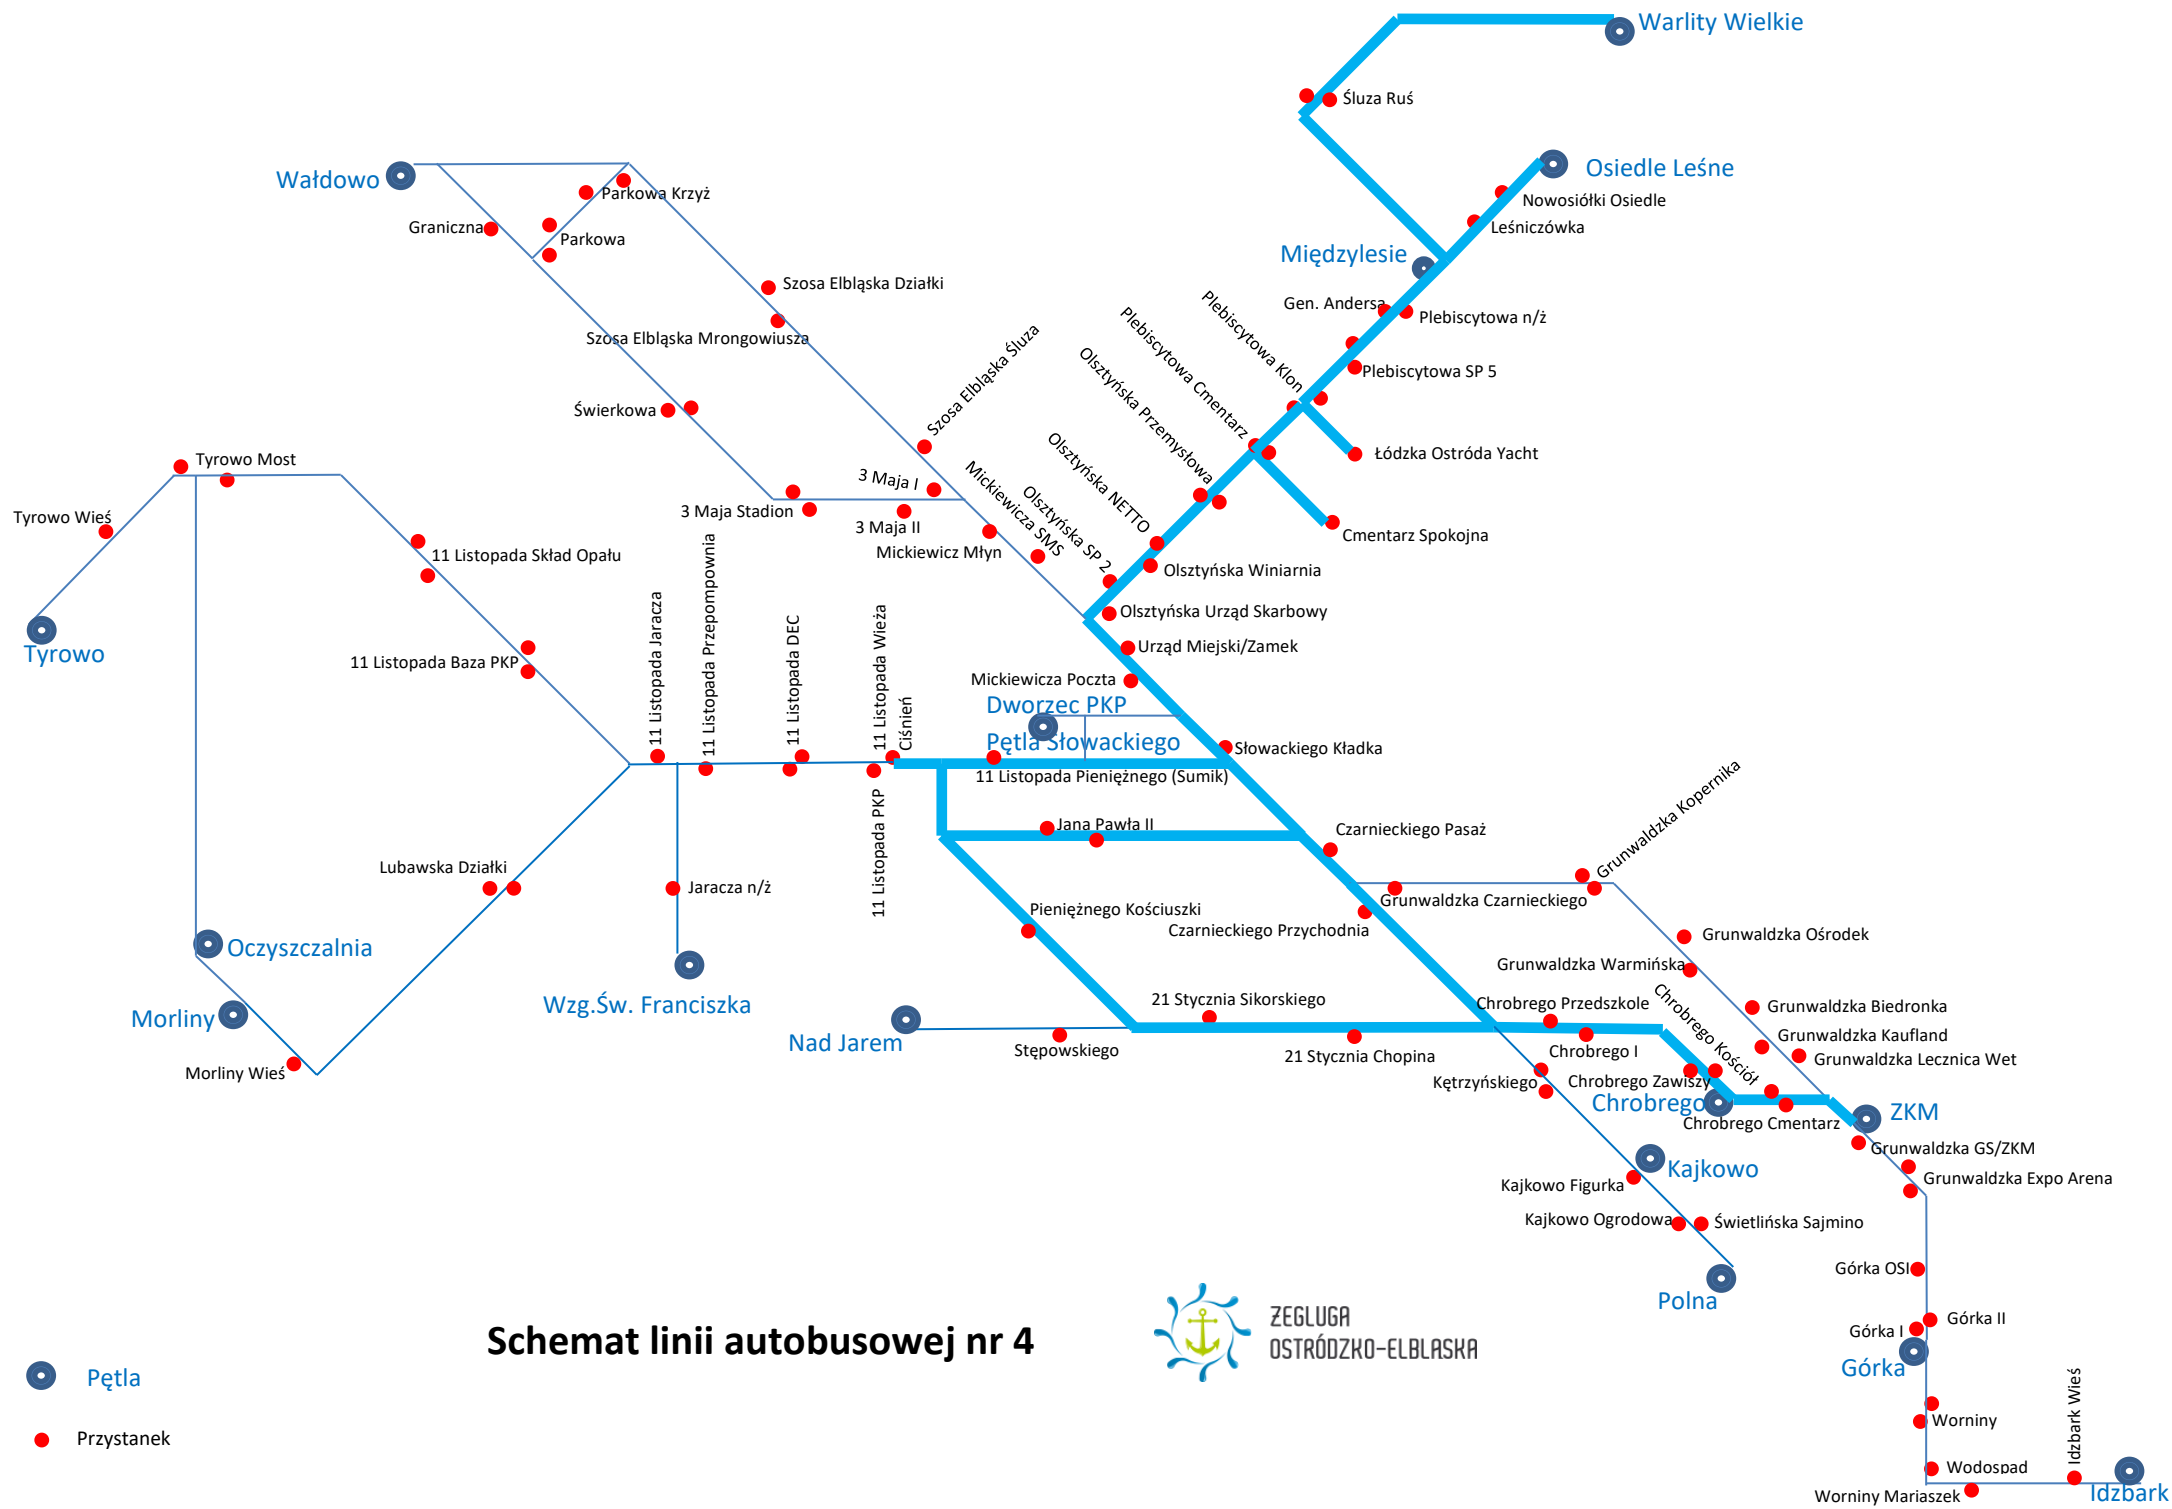 Warlity Wielkie
Śluza Ruś
Osiedle Leśne
Wałdowo
Parkowa Krzyż
Nowosiółki Osiedle
Graniczna
Parkowa
Leśniczówka
Międzylesie
Szosa Elbląska Działki
Gen. Andersa
Plebiscytowa n/ż
Szosa Elbląska Mrongowiusza
Szosa Elbląska Śluza
Plebiscytowa Klon
Plebiscytowa Cmentarz
Olsztyńska Przemysłowa
Plebiscytowa SP 5
Świerkowa
Olsztyńska NETTO
Łódzka Ostróda Yacht
Tyrowo Most
3 Maja I
Mickiewicza SMS
Olsztyńska SP 2
3 Maja Stadion
3 Maja II
Tyrowo Wieś
Mickiewicz Młyn
Cmentarz Spokojna
11 Listopada Skład Opału
Olsztyńska Winiarnia
11 Listopada Jaracza
11 Listopada Przepompownia
11 Listopada DEC
11 Listopada Wieża
Ciśnień
Olsztyńska Urząd Skarbowy
Tyrowo
11 Listopada Baza PKP
Urząd Miejski/Zamek
Mickiewicza Poczta
Dworzec PKP
Pętla Słowackiego
Słowackiego Kładka
11 Listopada Pieniężnego (Sumik)
Grunwaldzka Kopernika
Jana Pawła II
Czarnieckiego Pasaż
11 Listopada PKP
Lubawska Działki
Jaracza n/ż
Grunwaldzka Czarnieckiego
Pieniężnego Kościuszki
Czarnieckiego Przychodnia
Grunwaldzka Ośrodek
Oczyszczalnia
Grunwaldzka Warmińska
Wzg.Św. Franciszka
21 Stycznia Sikorskiego
Chrobrego Przedszkole
Chrobrego Kościół
Grunwaldzka Biedronka
Morliny
Nad Jarem
Stępowskiego
21 Stycznia Chopina
Chrobrego I
Grunwaldzka Kaufland
Grunwaldzka Lecznica Wet
Morliny Wieś
Kętrzyńskiego
Chrobrego Zawiszy
Chrobrego
Chrobrego Cmentarz
ZKM
Grunwaldzka GS/ZKM
Kajkowo
Kajkowo Figurka
Grunwaldzka Expo Arena
Kajkowo Ogrodowa
Świetlińska Sajmino
Górka OSI
Polna
Górka II
Górka I
Górka
Schemat linii autobusowej nr 4
ŻEGLUGA
OSTRÓDZKO-ELBLASKA
Pętla
Przystanek
Worniny
Idzbark Wieś
Wodospad
Worniny Mariaszek
Idzbark